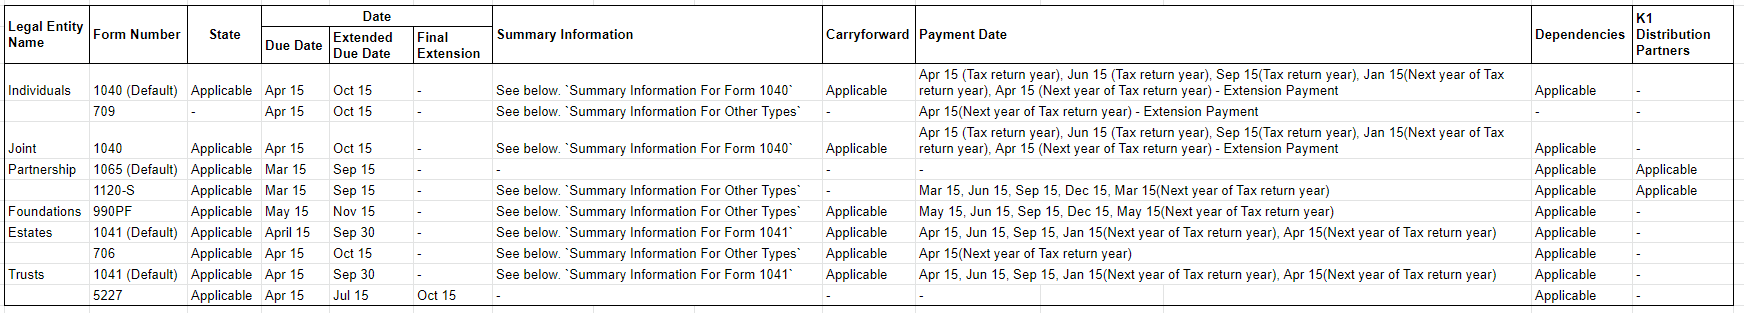 Legal Entity Name | Form Number | State | Date | Summary Information | Carryforward | Payment Date | Dependencies | K1 Distribution Partners
Due Date | Extended Due Date | Final Extension
Individuals | 1040 (Default) | Applicable | Apr 15 | Oct 15 | - | See below. `Summary Information For Form 1040` | Applicable | Apr 15 (Tax return year), Jun 15 (Tax return year), Sep 15(Tax return year), Jan 15(Next year of Tax return year), Apr 15 (Next year of Tax return year) - Extension Payment | Applicable | -
709 | - | Apr 15 | Oct 15 | - | See below. `Summary Information For Other Types` | - | Apr 15(Next year of Tax return year) - Extension Payment | - | -
Joint | 1040 | Applicable | Apr 15 | Oct 15 | - | See below. `Summary Information For Form 1040` | Applicable | Apr 15 (Tax return year), Jun 15 (Tax return year), Sep 15(Tax return year), Jan 15(Next year of Tax return year), Apr 15 (Next year of Tax return year) - Extension Payment | Applicable | -
Partnership | 1065 (Default) | Applicable | Mar 15 | Sep 15 | - | - | - | - | Applicable | Applicable
1120-S | Applicable | Mar 15 | Sep 15 | - | See below. `Summary Information For Other Types` | - | Mar 15, Jun 15, Sep 15, Dec 15, Mar 15(Next year of Tax return year) | Applicable | Applicable
Foundations | 990PF | Applicable | May 15 | Nov 15 | - | See below. `Summary Information For Other Types` | Applicable | May 15, Jun 15, Sep 15, Dec 15, May 15(Next year of Tax return year) | Applicable | -
Estates | 1041 (Default) | Applicable | April 15 | Sep 30 | - | See below. `Summary Information For Form 1041` | Applicable | Apr 15, Jun 15, Sep 15, Jan 15(Next year of Tax return year), Apr 15(Next year of Tax return year) | Applicable | -
706 | Applicable | Apr 15 | Oct 15 | - | See below. `Summary Information For Other Types` | Applicable | Apr 15(Next year of Tax return year) | Applicable | -
Trusts | 1041 (Default) | Applicable | Apr 15 | Sep 30 | - | See below. `Summary Information For Form 1041` | Applicable | Apr 15, Jun 15, Sep 15, Jan 15(Next year of Tax return year), Apr 15(Next year of Tax return year) | Applicable | -
5227 | Applicable | Apr 15 | Jul 15 | Oct 15 | - | - | - | Applicable | -